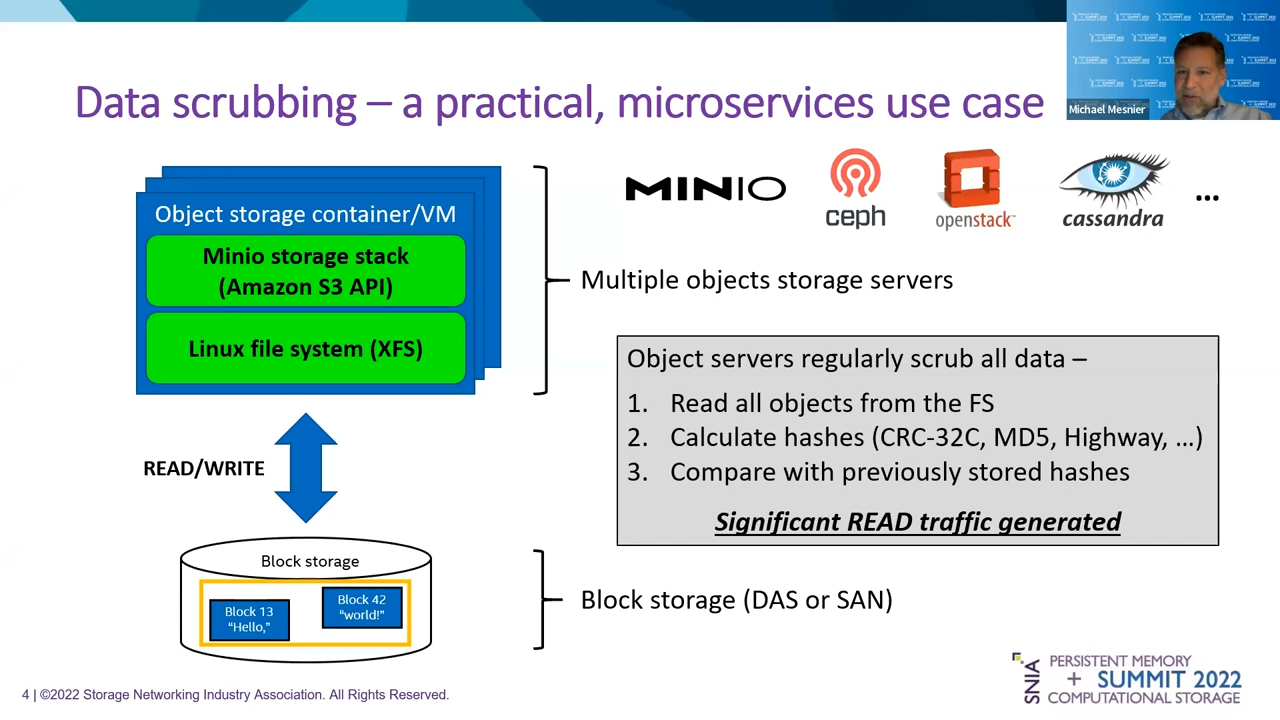 Data scrubbing – a practical, microservices use case
Michael Mesnier
Object storage container/VM
Minio storage stack
(Amazon S3 API)
Linux file system (XFS)
READ/WRITE
Block storage
Block 13
"Hello,"
Block 42
"world!"
MINIO
ceph
openstack
cassandra
...
Multiple objects storage servers
Object servers regularly scrub all data –
1. Read all objects from the FS
2. Calculate hashes (CRC-32C, MD5, Highway, …)
3. Compare with previously stored hashes
Significant READ traffic generated
Block storage (DAS or SAN)
4 | ©2022 Storage Networking Industry Association. All Rights Reserved.
SNIA
PERSISTENT MEMORY
+ SUMMIT 2022
COMPUTATIONAL STORAGE